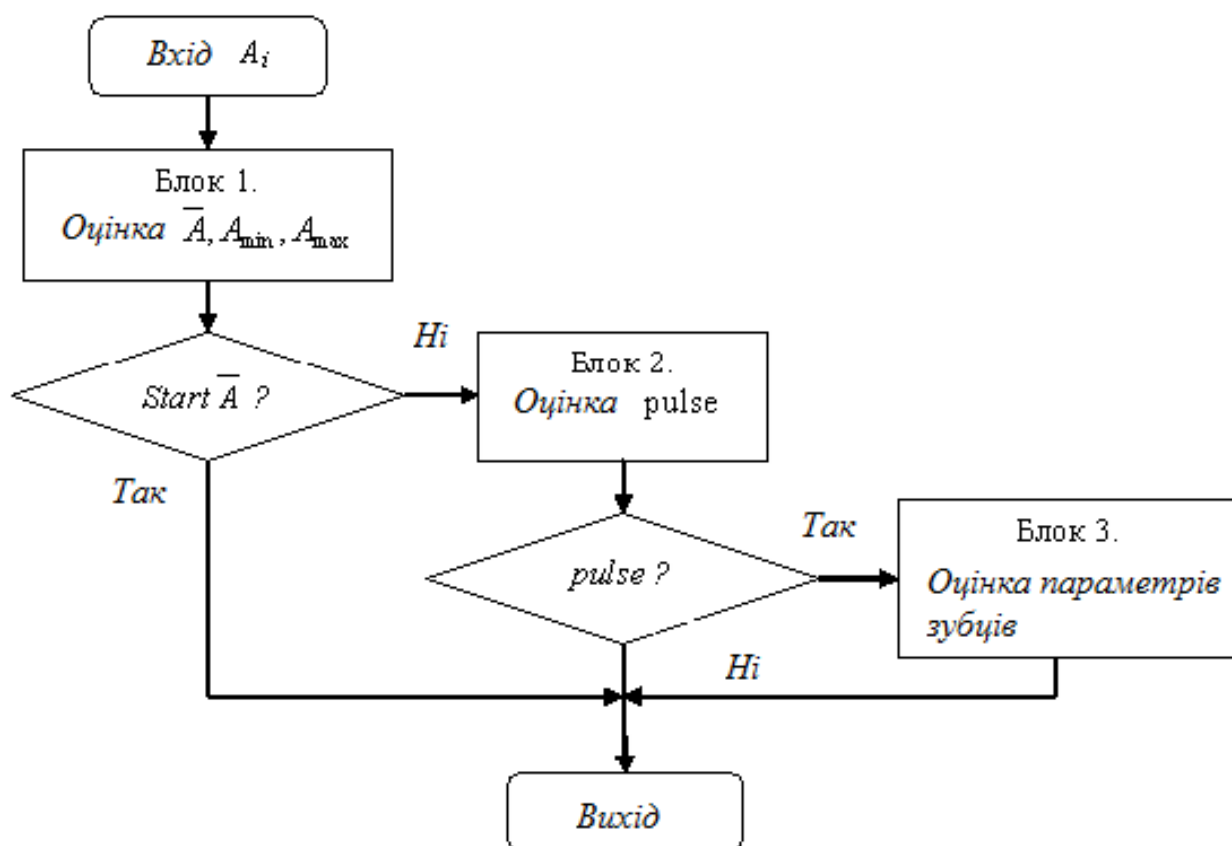 Вхід A_i
Блок 1.
Оцінка A̅, A_min, A_max
Start A̅ ?
Ні
Блок 2.
Оцінка pulse
Так
pulse ?
Так
Блок 3.
Оцінка параметрів
зубців
Ні
Вихід